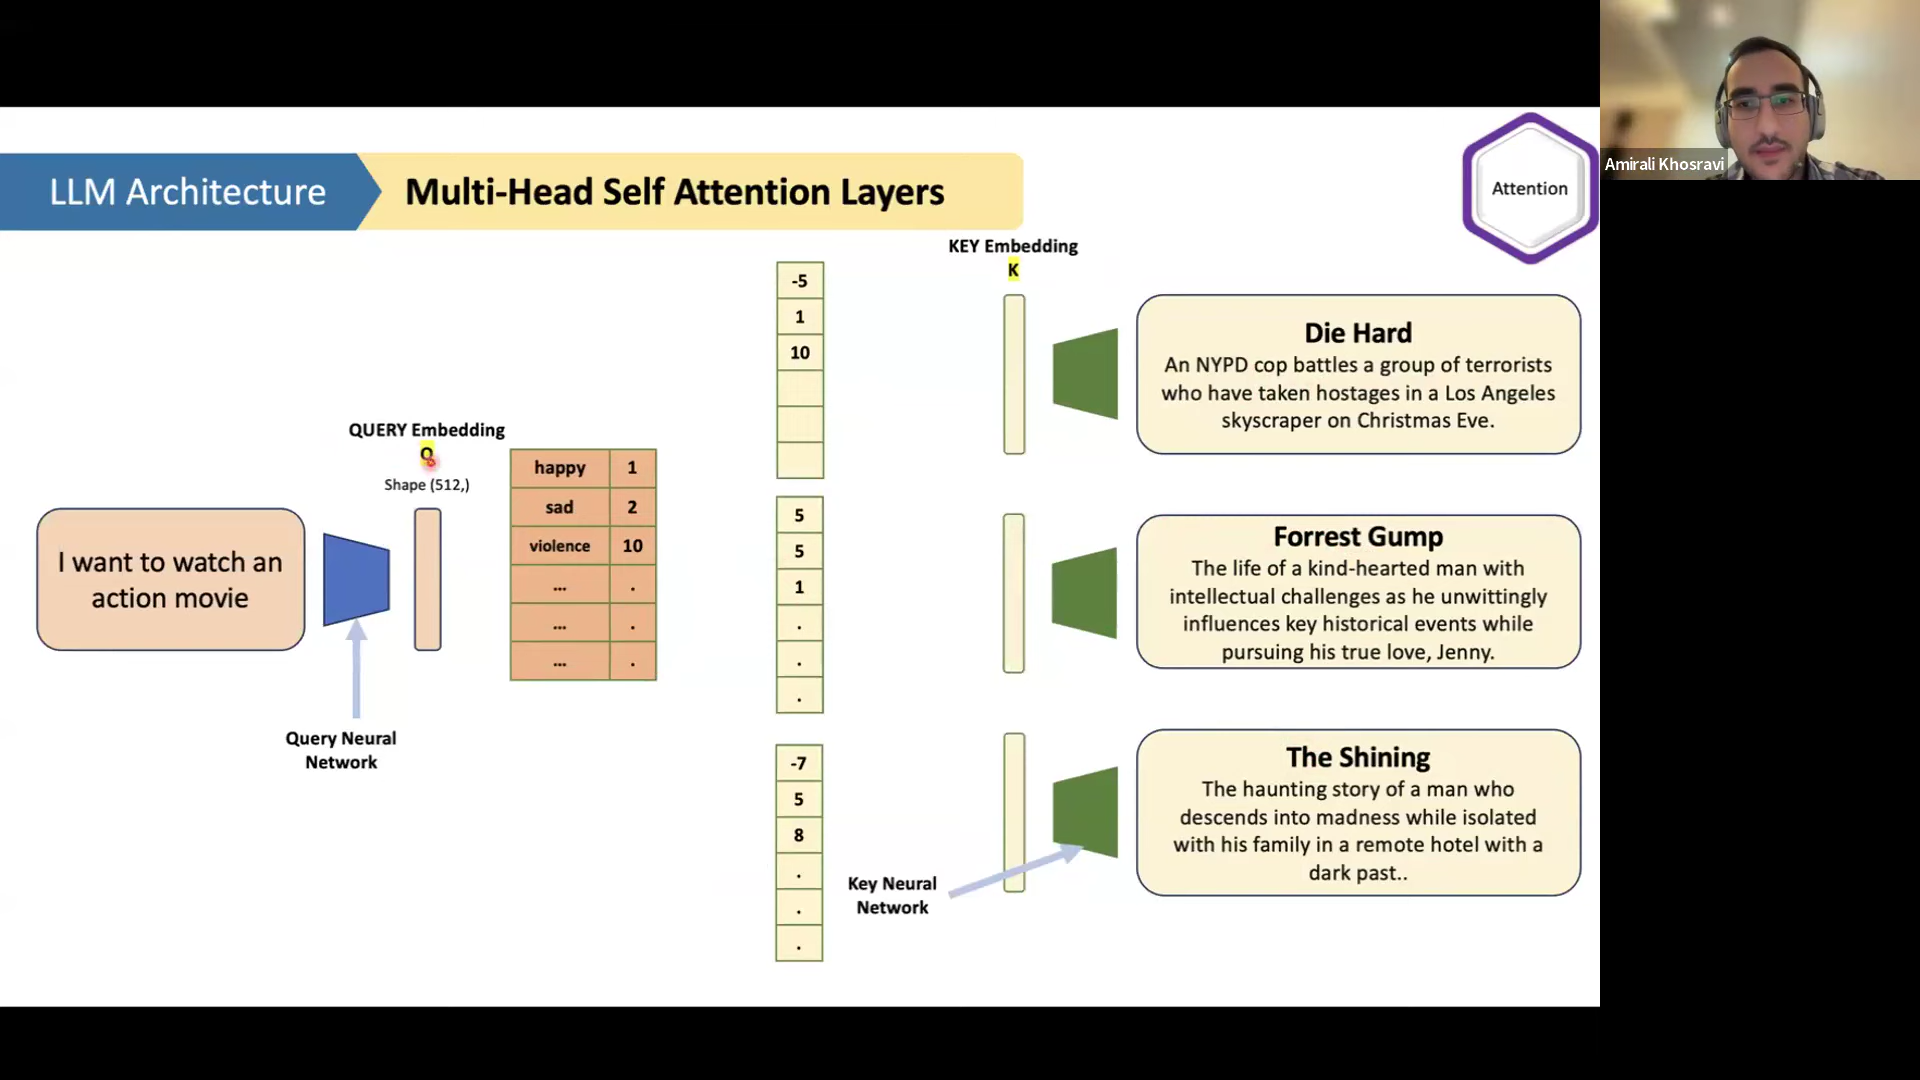 LLM Architecture
Multi-Head Self Attention Layers
Attention
Amirali Khosravi
KEY Embedding
K
-5
1
10
Die Hard
An NYPD cop battles a group of terrorists
who have taken hostages in a Los Angeles
skyscraper on Christmas Eve.
QUERY Embedding
Q
Shape (512,)
I want to watch an
action movie
Query Neural
Network
happy 1
sad 2
violence 10
... .
... .
... .
5
5
1
.
.
.
Forrest Gump
The life of a kind-hearted man with
intellectual challenges as he unwittingly
influences key historical events while
pursuing his true love, Jenny.
-7
5
8
.
.
.
Key Neural
Network
The Shining
The haunting story of a man who
descends into madness while isolated
with his family in a remote hotel with a
dark past..